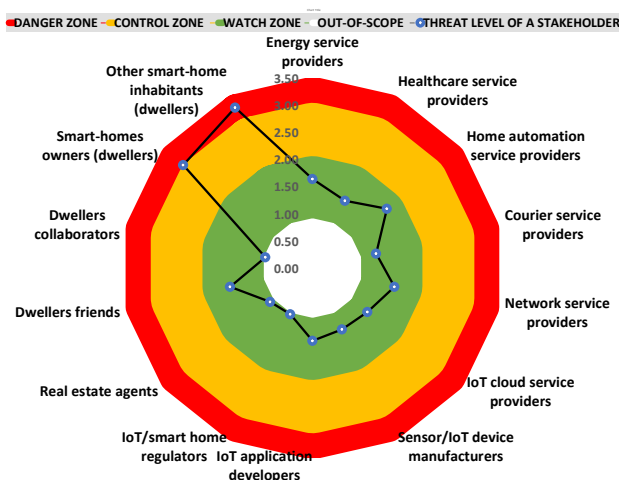 DANGER ZONE CONTROL ZONE WATCH ZONE OUT-OF-SCOPE THREAT LEVEL OF A STAKEHOLDER
Energy service
providers
Other smart-home
inhabitants
(dwellers)
Healthcare service
providers
Smart-homes
owners (dwellers)
Home automation
service providers
Dwellers
collaborators
Courier service
providers
Dwellers friends
Network service
providers
Real estate agents
IoT cloud service
providers
IoT/smart home
regulators
IoT application
developers
Sensor/IoT device
manufacturers
3.50
3.00
2.50
2.00
1.50
1.00
0.50
0.00